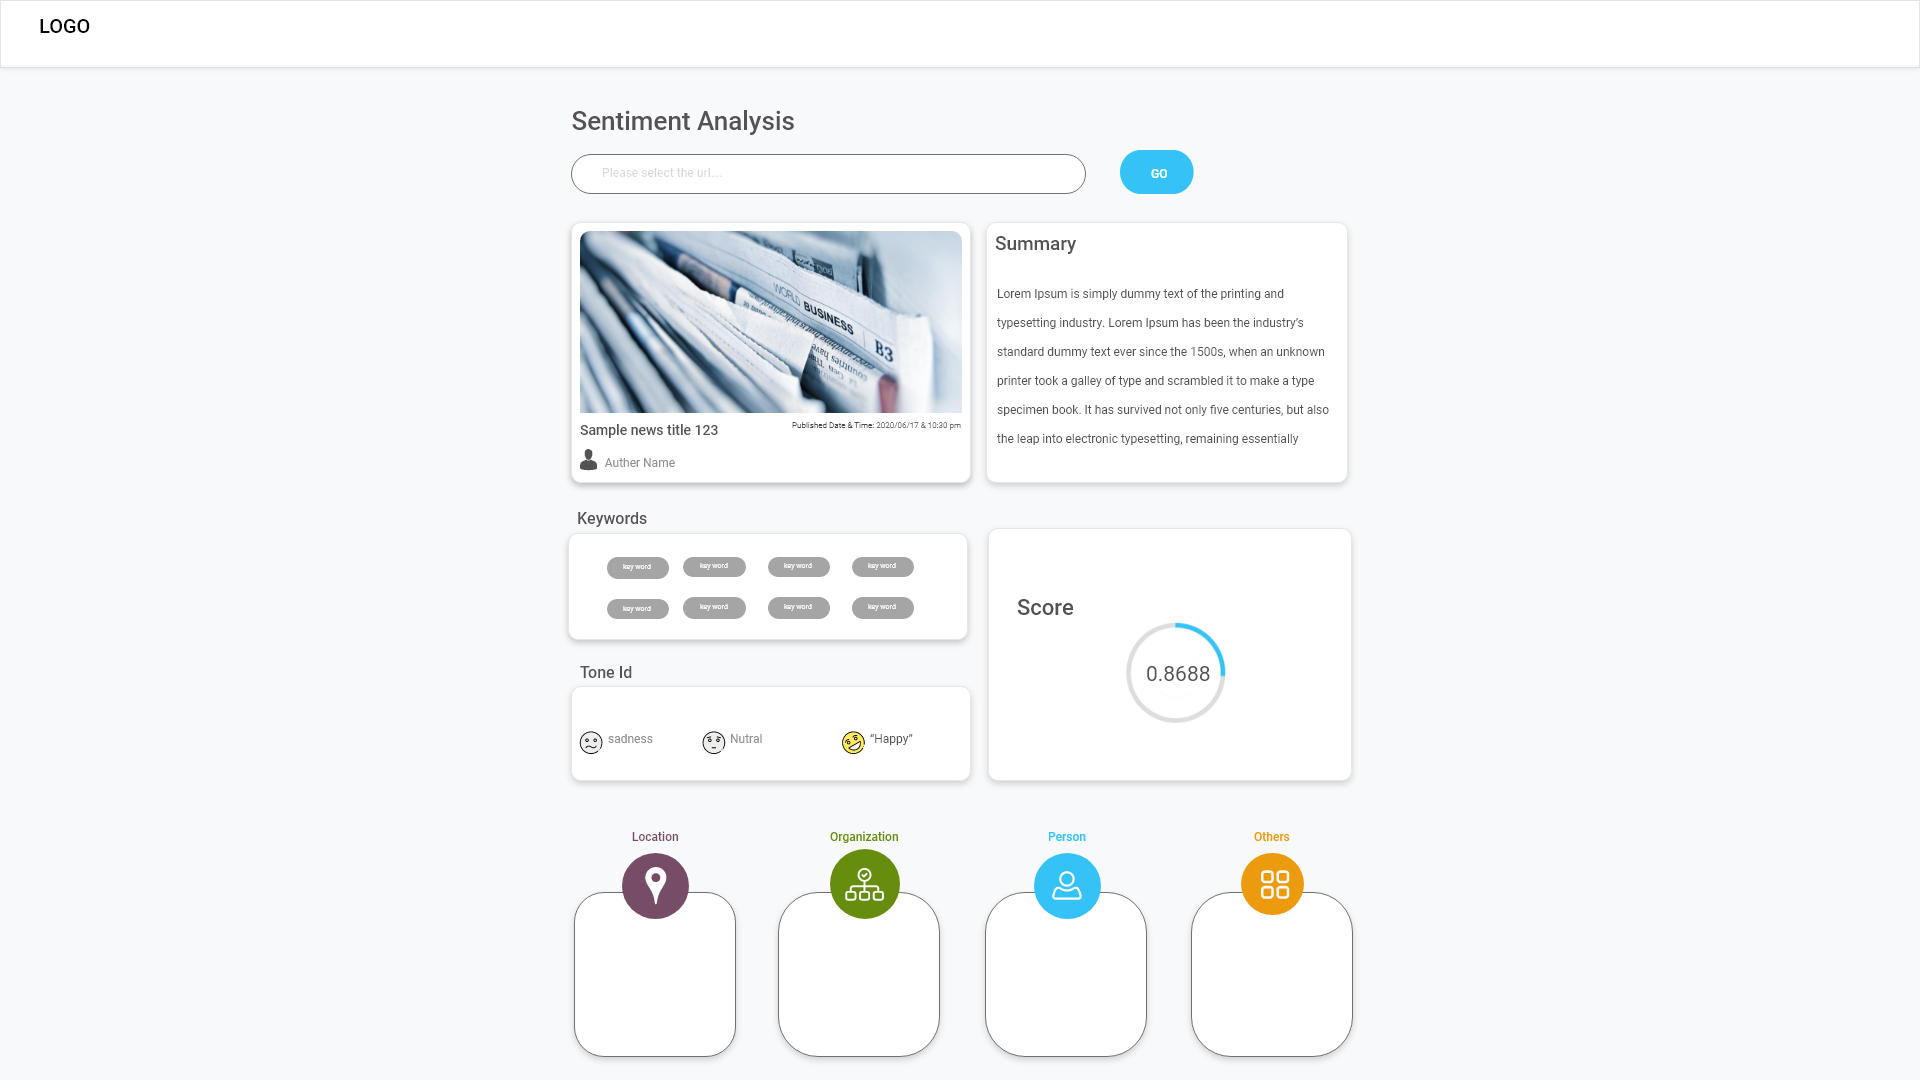 LOGO
Sentiment Analysis
Please select the url....
GO
WORLD BUSINESS
B3
countries have
Sample news title 123
Published Date & Time: 2020/06/17 & 10:30 pm
Auther Name
Summary
Lorem Ipsum is simply dummy text of the printing and
typesetting industry. Lorem Ipsum has been the industry's
standard dummy text ever since the 1500s, when an unknown
printer took a galley of type and scrambled it to make a type
specimen book. It has survived not only five centuries, but also
the leap into electronic typesetting, remaining essentially
Keywords
key word key word key word key word
key word key word key word key word
Tone Id
sadness Nutral "Happy"
Score
0.8688
Location Organization Person Others